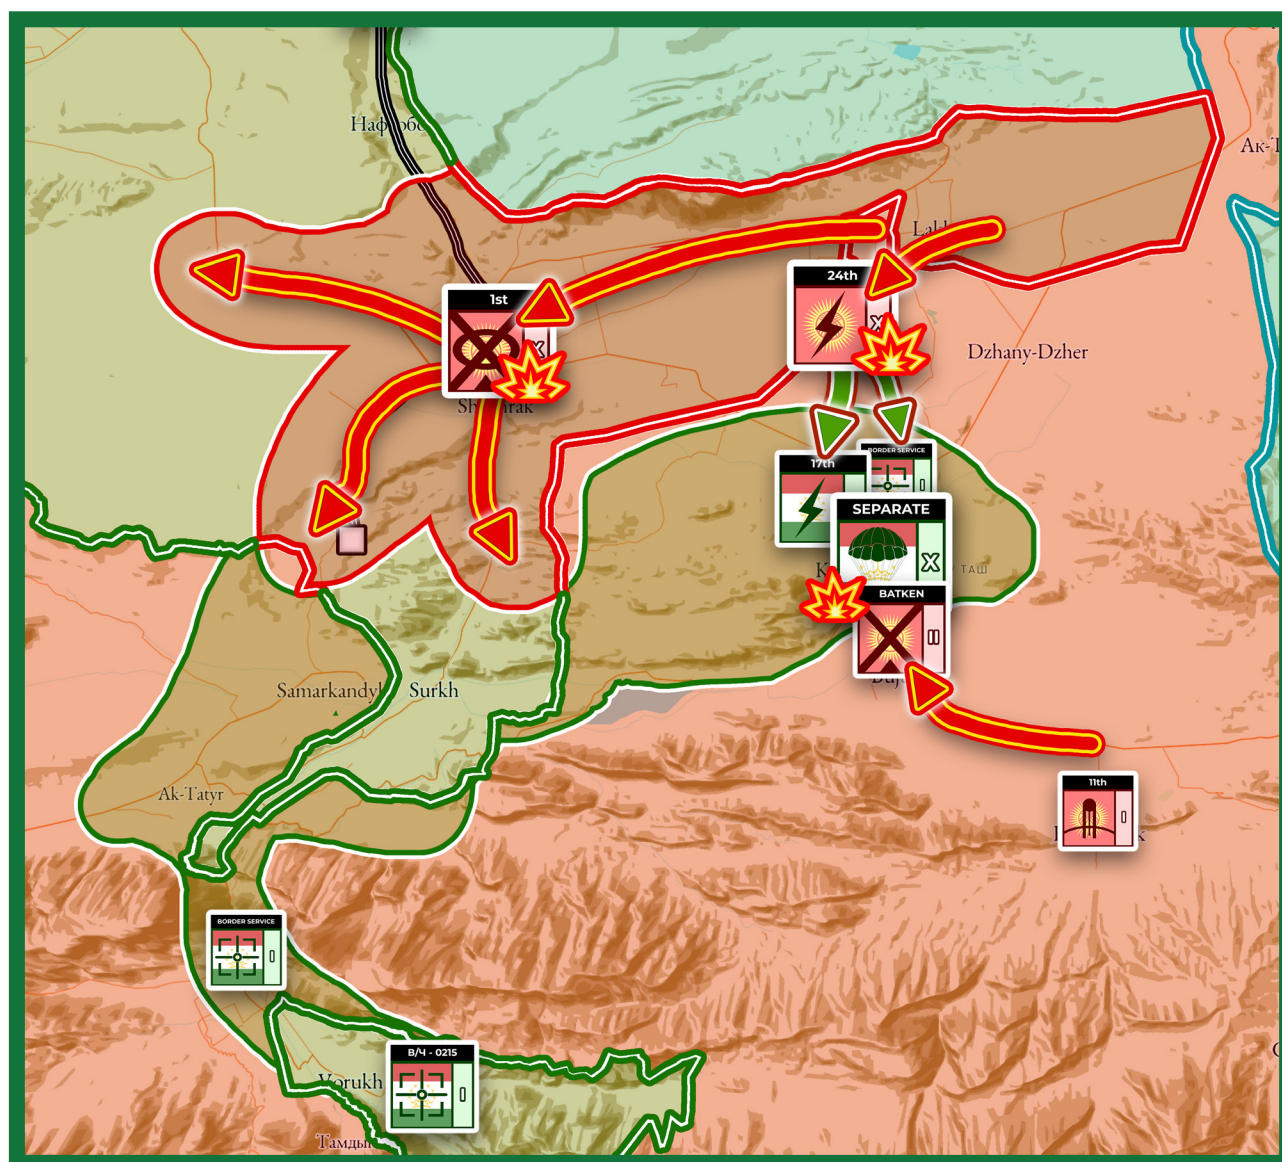 Ак-Т
Lak
24th
1st
Dzhany-Dzher
BORDER SERVICE
17th
SEPARATE
ТАШ
BATKEN
Samarkandyk
Surkh
11th
Ak-Tatyr
BORDER SERVICE
В/Ч - 0215
Vorukh
Тамды